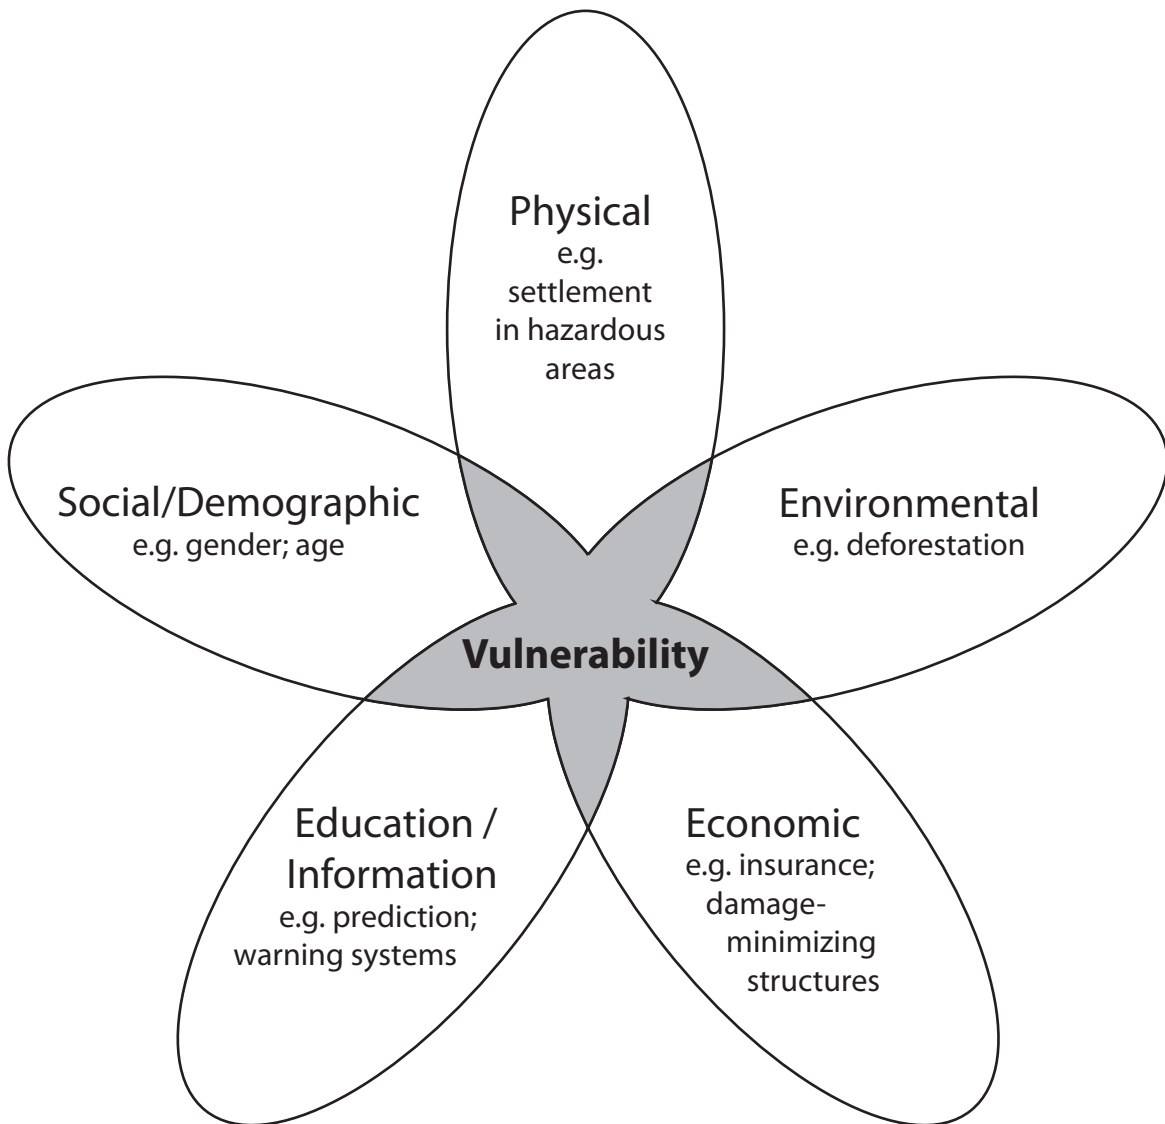 Physical
e.g.
settlement
in hazardous
areas
Social/Demographic
e.g. gender; age
Environmental
e.g. deforestation
Vulnerability
Education /
Information
e.g. prediction;
warning systems
Economic
e.g. insurance;
damage-
minimizing
structures